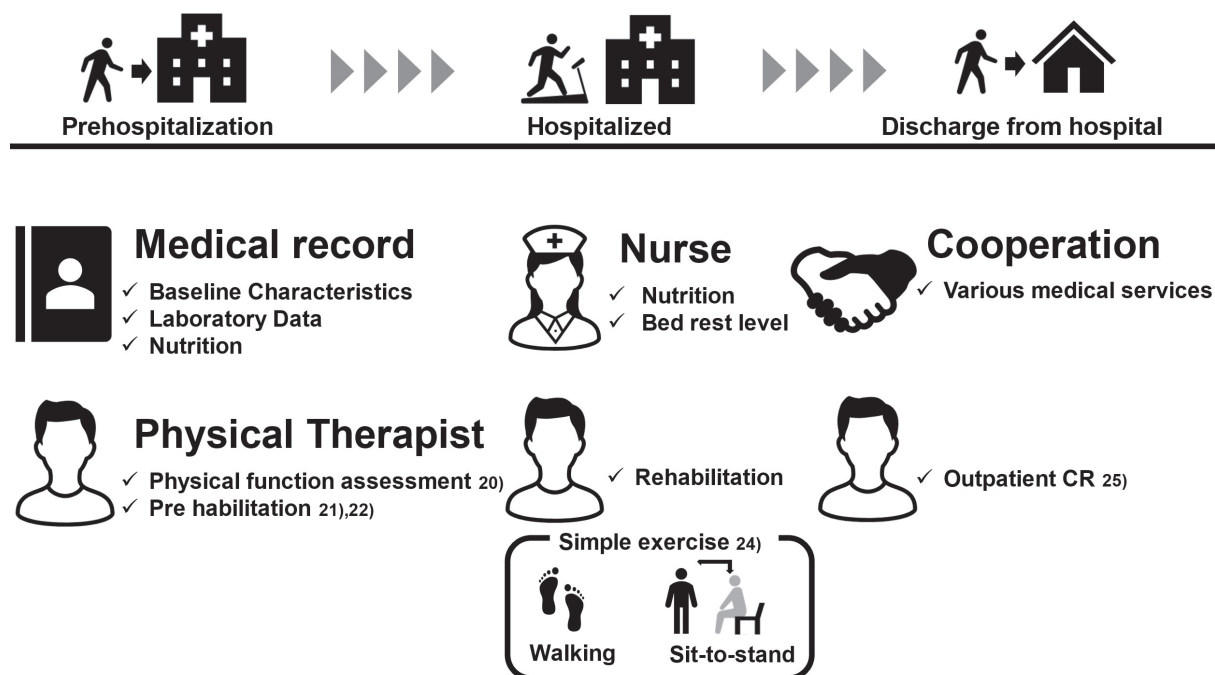 Prehospitalization
Hospitalized
Discharge from hospital
Medical record
✓ Baseline Characteristics
✓ Laboratory Data
✓ Nutrition
Nurse
✓ Nutrition
✓ Bed rest level
Cooperation
✓ Various medical services
Physical Therapist
✓ Physical function assessment 20)
✓ Pre habilitation 21),22)
✓ Rehabilitation
✓ Outpatient CR 25)
Simple exercise 24)
Walking
Sit-to-stand